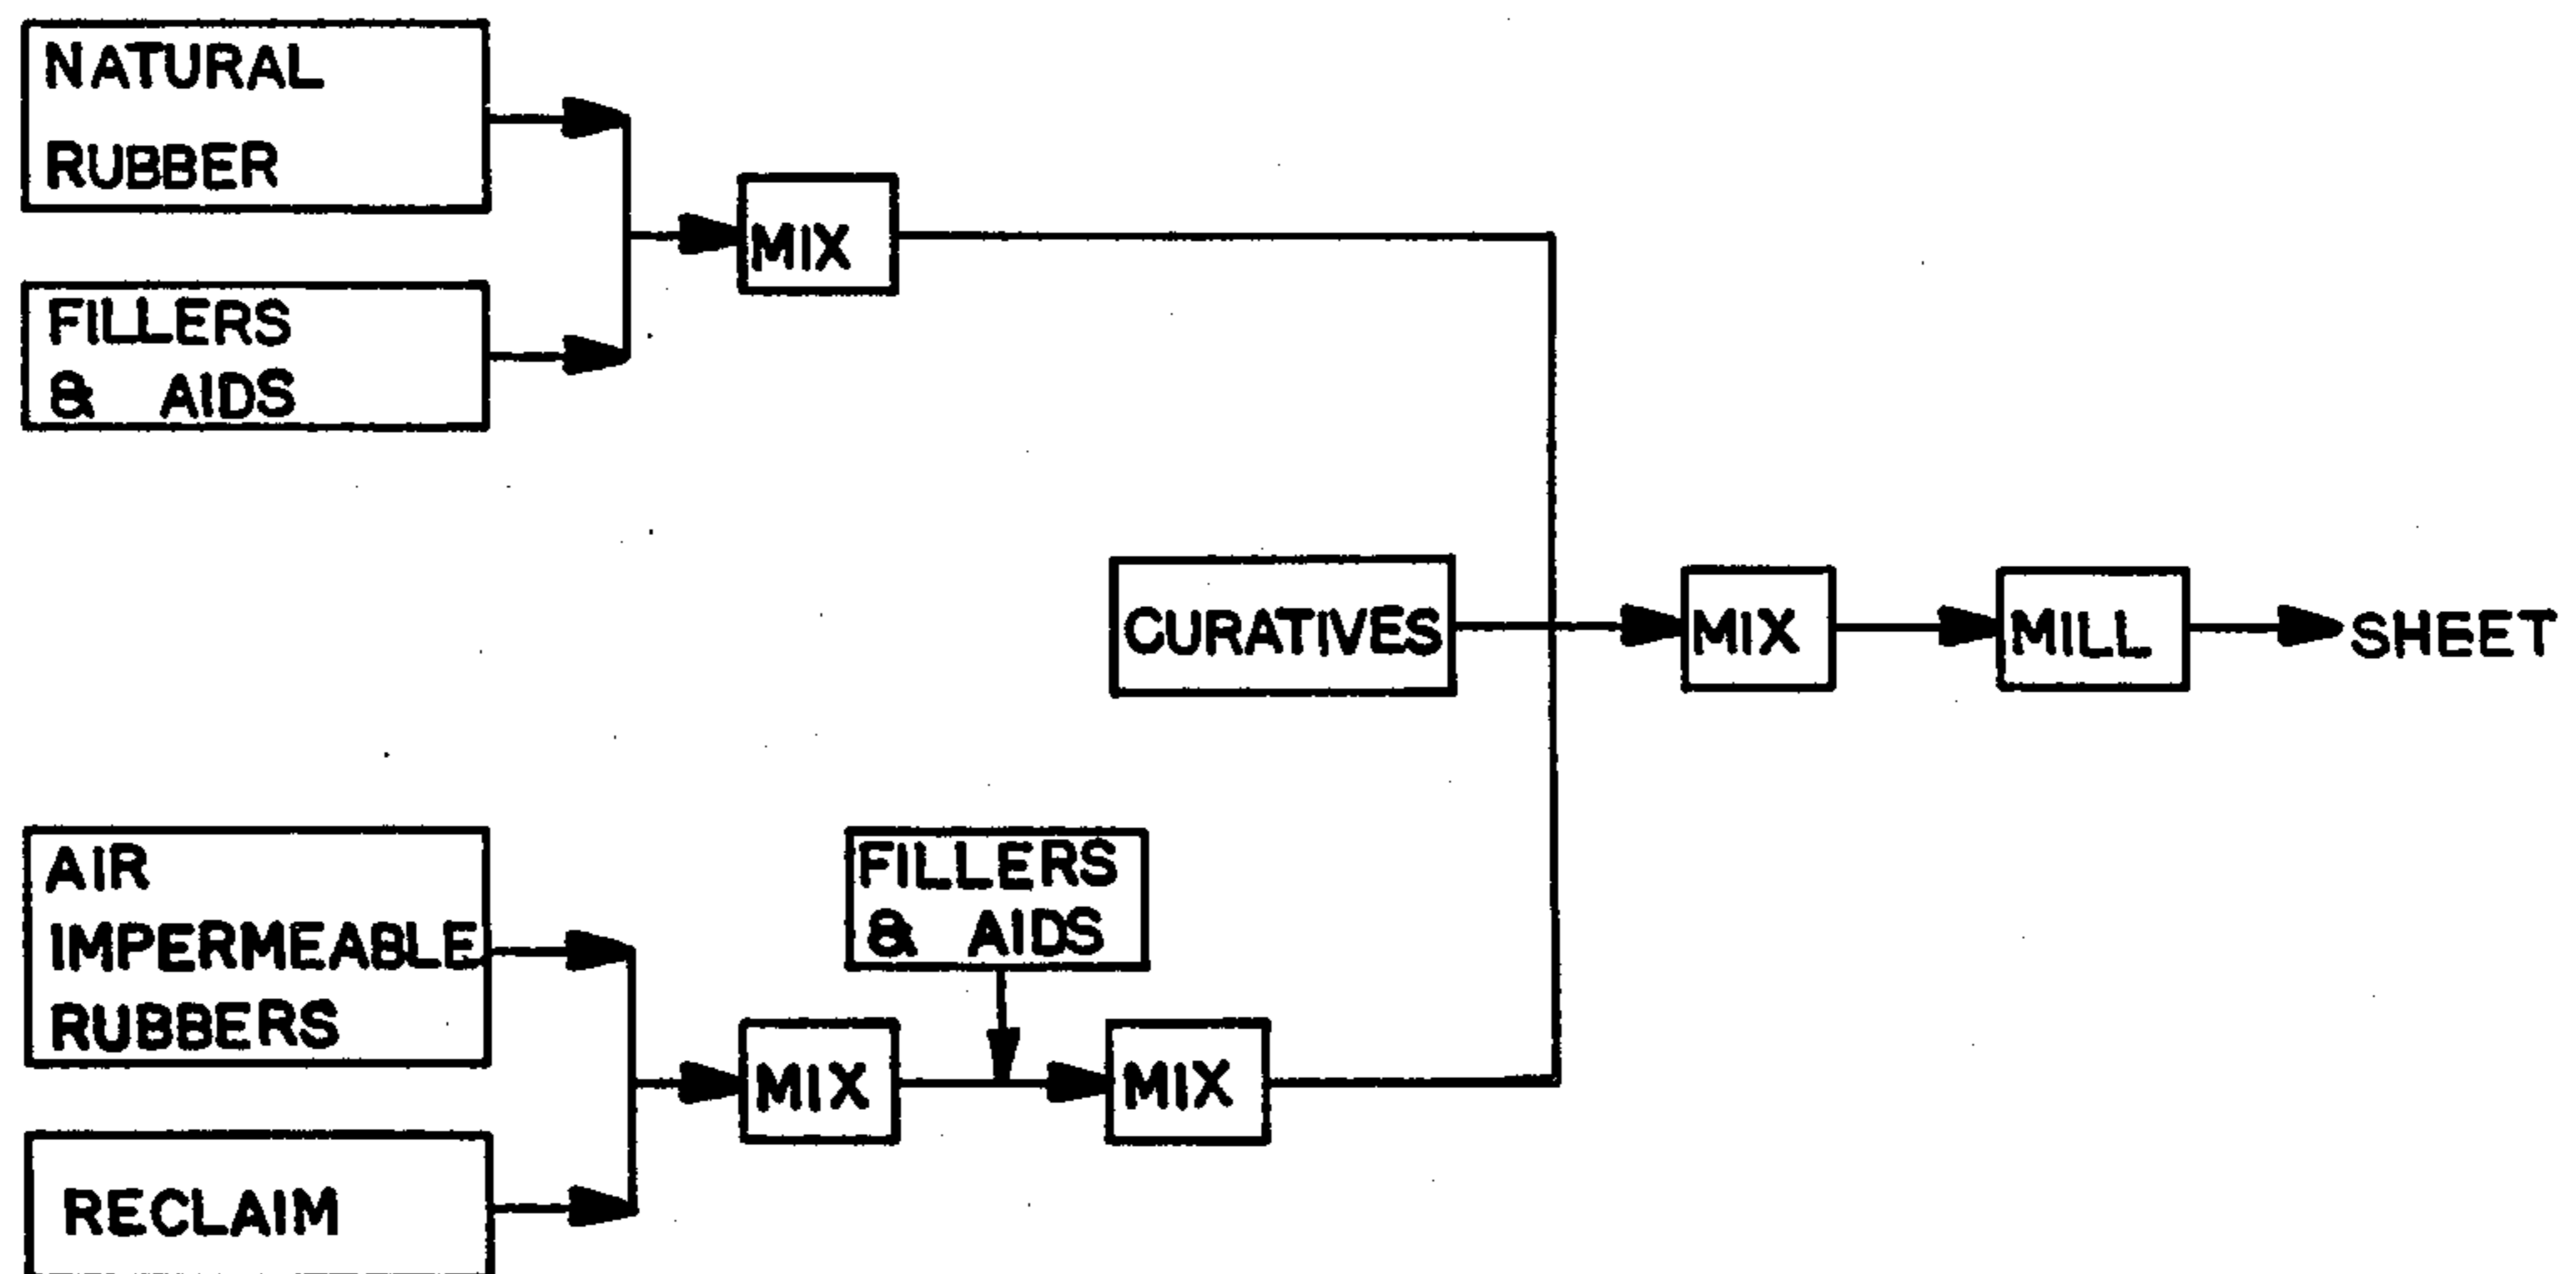 NATURAL
RUBBER
MIX
FILLERS
& AIDS
CURATIVES
MIX
MILL
SHEET
AIR
IMPERMEABLE
RUBBERS
FILLERS
& AIDS
MIX
MIX
RECLAIM